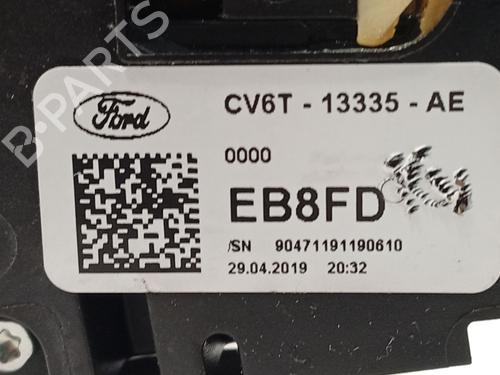 B-PARTS
Ford
CV6T - 13335 - AE
0000
EB8FD
/SN 90471191190610
29.04.2019 20:32